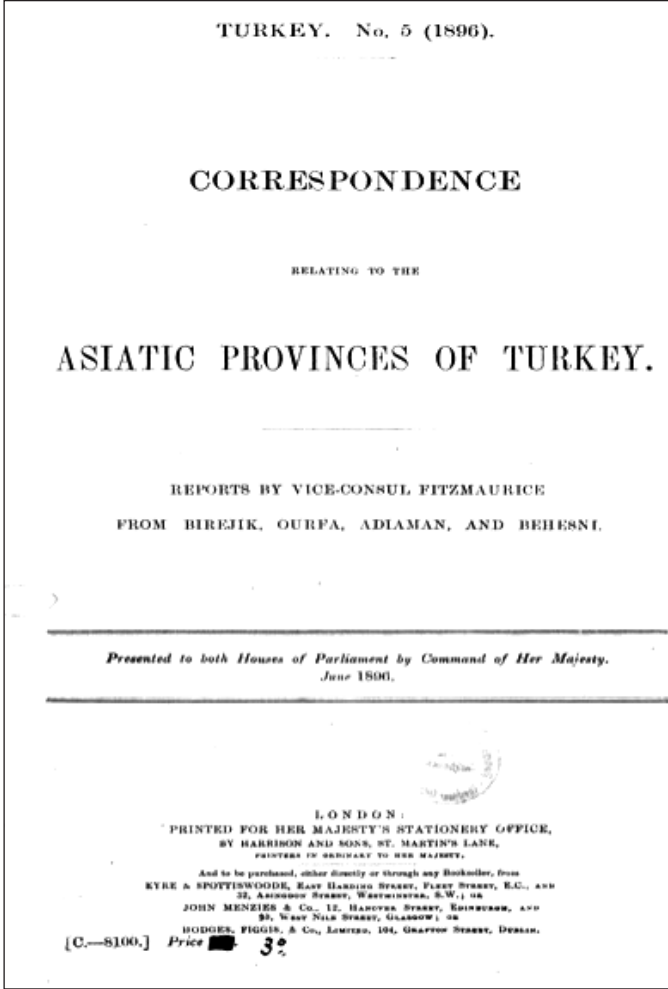 TURKEY. No. 5 (1896).
CORRESPONDENCE
RELATING TO THE
ASIATIC PROVINCES OF TURKEY.
REPORTS BY VICE-CONSUL FITZMAURICE
FROM BIREJIK, OURFA, ADIAMAN, AND BEHESNI.
Presented to both Houses of Parliament by Command of Her Majesty.
June 1896.
LONDON:
PRINTED FOR HER MAJESTY'S STATIONERY OFFICE,
BY HARRISON AND SONS, ST. MARTIN'S LANE,
PRINTERS IN ORDINARY TO HER MAJESTY.
And to be purchased, either directly or through any Bookseller, from
EYRE & SPOTTISWOODE, EAST HARDING STREET, FLEET STREET, E.C., AND
32, ABINGDON STREET, WESTMINSTER, S.W.; OR
JOHN MENZIES & Co., 12, HANOVER STREET, EDINBURGH, AND
90, WEST NILE STREET, GLASGOW; OR
HODGES, FIGGIS, & Co., LIMITED, 104, GRAFTON STREET, DUBLIN.
[C.—8100.] Price